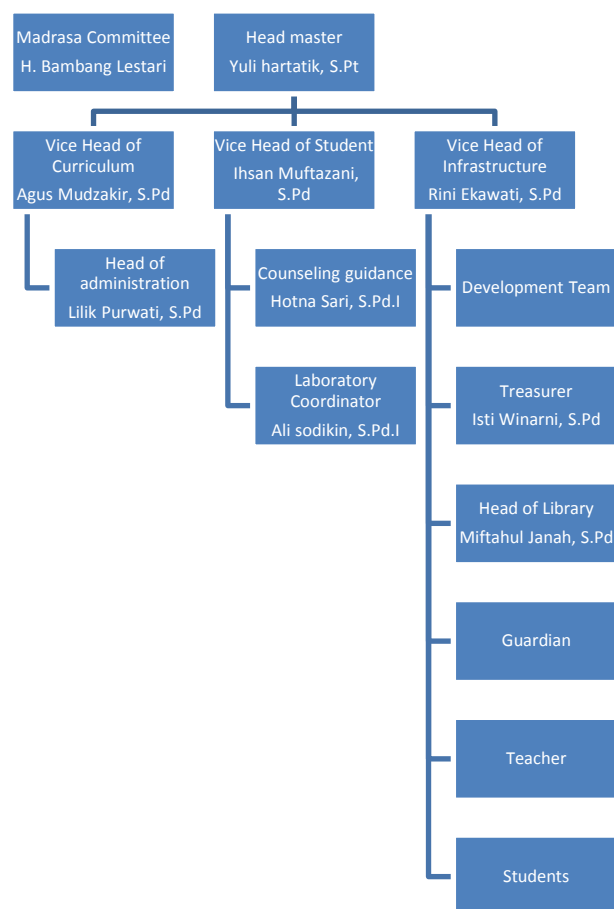 Madrasa Committee
H. Bambang Lestari
Head master
Yuli hartatik, S.Pt
Vice Head of
Curriculum
Agus Mudzakir, S.Pd
Vice Head of Student
Ihsan Muftazani,
S.Pd
Vice Head of
Infrastructure
Rini Ekawati, S.Pd
Head of
administration
Lilik Purwati, S.Pd
Counseling guidance
Hotna Sari, S.Pd.I
Development Team
Laboratory
Coordinator
Ali sodikin, S.Pd.I
Treasurer
Isti Winarni, S.Pd
Head of Library
Miftahul Janah, S.Pd
Guardian
Teacher
Students